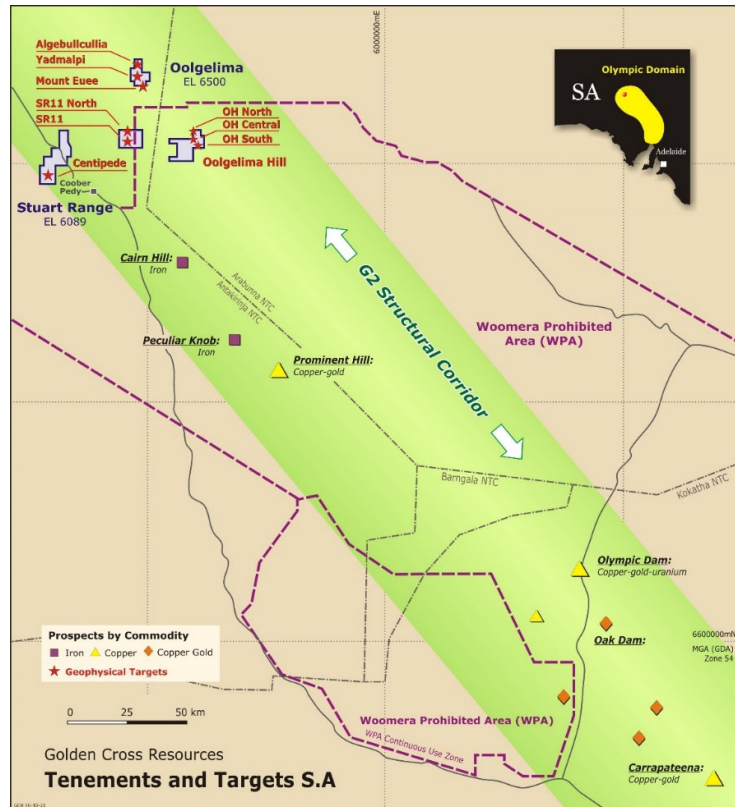 Algebullcullia
Yadmalpi
Mount Euee
Oolgelima
EL 6500
SR11 North
SR11
OH North
OH Central
OH South
Oolgelima Hill
Centipede
Coober
Pedy
Stuart Range
EL 6089
6000000mE
Olympic Domain
SA
Adelaide
Cairn Hill:
Iron
Arabunna NTC
Antakirinja NTC
G2 Structural Corridor
Woomera Prohibited
Area (WPA)
Peculiar Knob:
Iron
Prominent Hill:
Copper-gold
Barngala NTC
Kokatha NTC
Olympic Dam:
Copper-gold-uranium
Oak Dam:
6600000mN
MGA (GDA)
Zone 54
Prospects by Commodity
Iron
Copper
Copper Gold
Geophysical Targets
0 25 50 km
Woomera Prohibited Area (WPA)
WPA Continuous Use Zone
Carrapateena:
Copper-gold
Golden Cross Resources
Tenements and Targets S.A